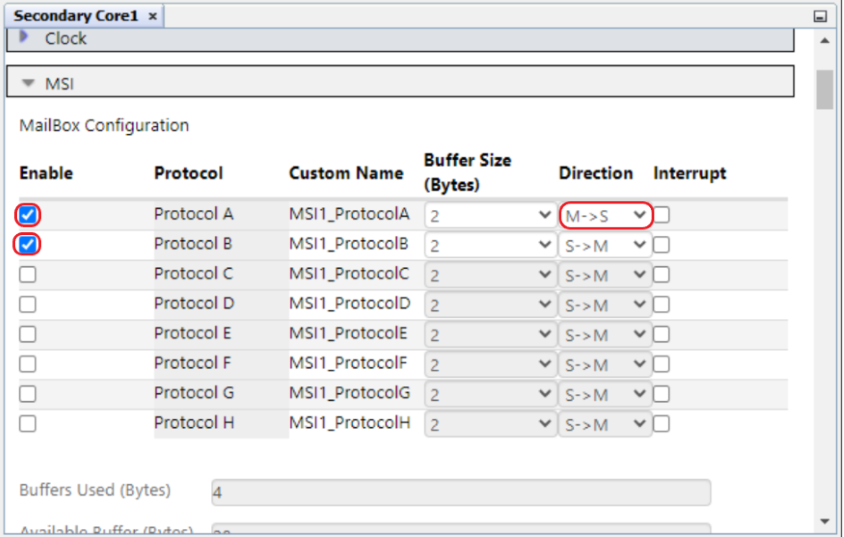 Secondary Core1 ×
Clock
MSI
MailBox Configuration
Enable Protocol Custom Name Buffer Size (Bytes) Direction Interrupt
Protocol A MSI1_ProtocolA 2 M->S
Protocol B MSI1_ProtocolB 2 S->M
Protocol C MSI1_ProtocolC 2 S->M
Protocol D MSI1_ProtocolD 2 S->M
Protocol E MSI1_ProtocolE 2 S->M
Protocol F MSI1_ProtocolF 2 S->M
Protocol G MSI1_ProtocolG 2 S->M
Protocol H MSI1_ProtocolH 2 S->M
Buffers Used (Bytes) 4
Available Buffer (Bytes)